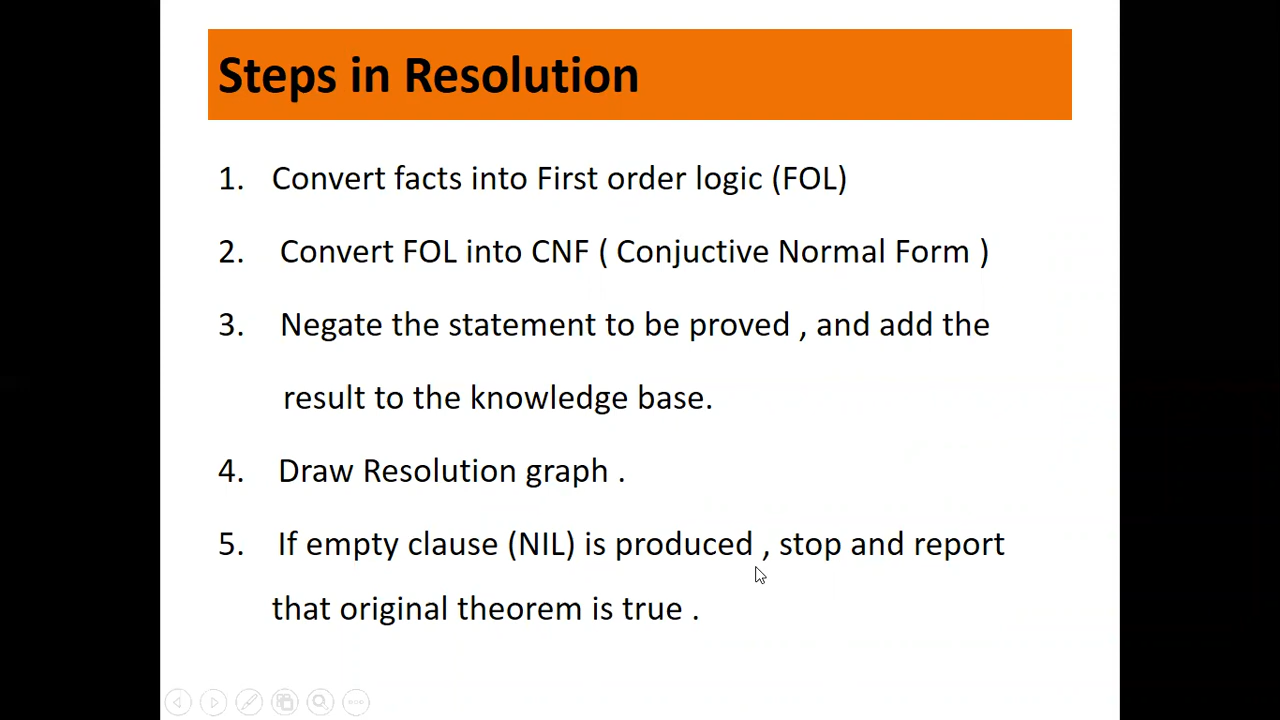 Steps in Resolution
1. Convert facts into First order logic (FOL)
2. Convert FOL into CNF ( Conjuctive Normal Form )
3. Negate the statement to be proved , and add the
result to the knowledge base.
4. Draw Resolution graph .
5. If empty clause (NIL) is produced , stop and report
that original theorem is true .